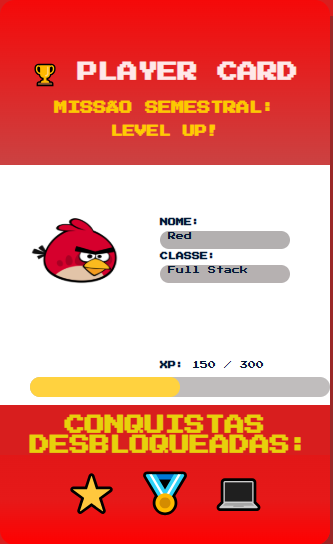 PLAYER CARD
MISSÃO SEMESTRAL:
LEVEL UP!
NOME:
Red
CLASSE:
Full Stack
XP: 150 / 300
CONQUISTAS
DESBLOQUEADAS: